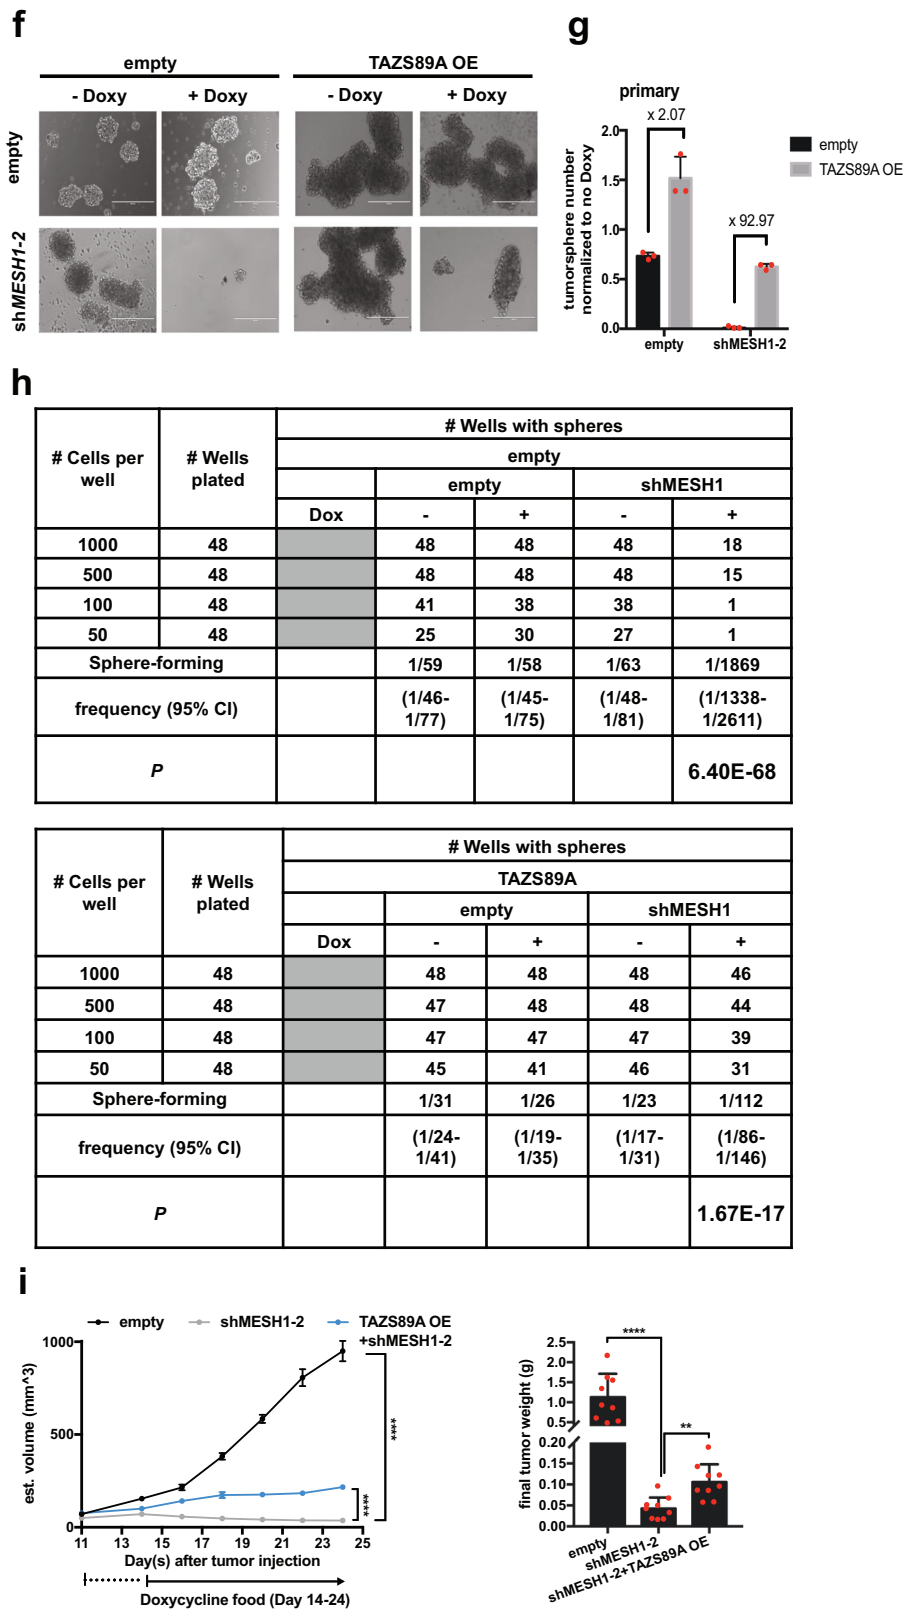 f
empty
TAZS89A OE
- Doxy
+ Doxy
- Doxy
+ Doxy
empty
shMESH1-2
g
primary
x 2.07
x 92.97
empty
TAZS89A OE
tumorsphere number
normalized to no Doxy
2.0
1.5
1.0
0.5
0.0
empty
shMESH1-2
h
# Cells per well
# Wells plated
# Wells with spheres
empty
empty
shMESH1
Dox
-
+
-
+
1000 48 48 48 48 18
500 48 48 48 48 15
100 48 41 38 38 1
50 48 25 30 27 1
Sphere-forming 1/59 1/58 1/63 1/1869
frequency (95% CI) (1/46-1/77) (1/45-1/75) (1/48-1/81) (1/1338-1/2611)
P 6.40E-68
# Cells per well
# Wells plated
# Wells with spheres
TAZS89A
empty
shMESH1
Dox
-
+
-
+
1000 48 48 48 48 46
500 48 47 48 48 44
100 48 47 47 47 39
50 48 45 41 46 31
Sphere-forming 1/31 1/26 1/23 1/112
frequency (95% CI) (1/24-1/41) (1/19-1/35) (1/17-1/31) (1/86-1/146)
P 1.67E-17
i
empty
shMESH1-2
TAZS89A OE
+shMESH1-2
est. volume (mm^3)
1000
500
0
****
****
11 13 15 17 19 21 23 25
Day(s) after tumor injection
Doxycycline food (Day 14-24)
final tumor weight (g)
2.5
2.0
1.5
1.0
0.5
0.20
0.15
0.10
0.05
0.00
****
**
empty
shMESH1-2
shMESH1-2+TAZS89A OE